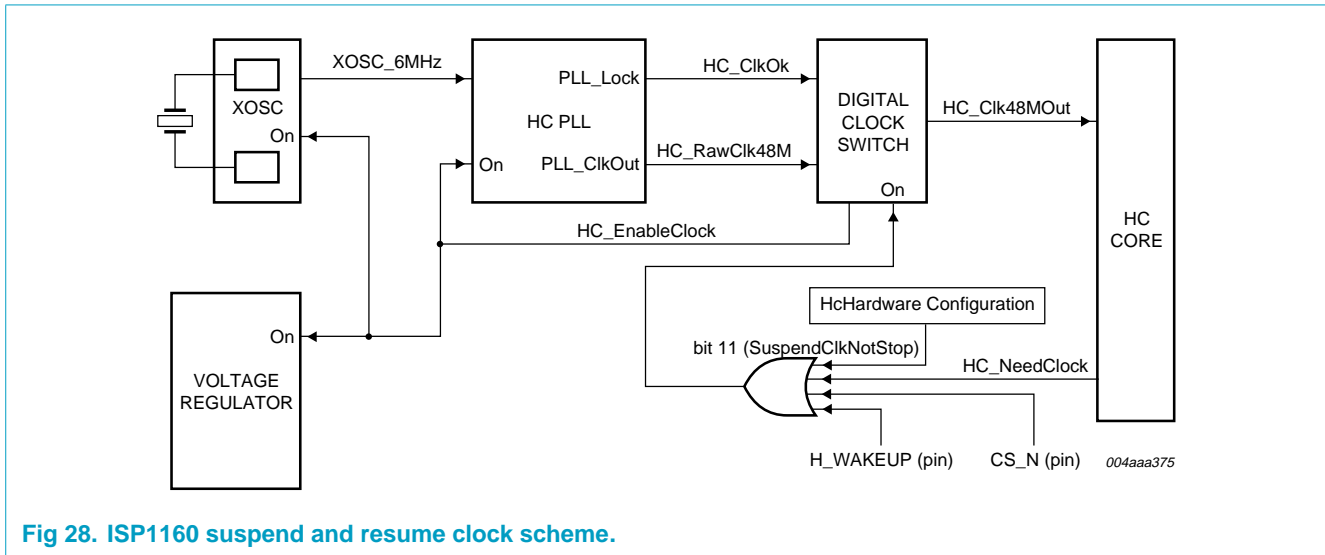 XOSC_6MHz
XOSC
On
PLL_Lock
HC PLL
On
PLL_ClkOut
HC_ClkOk
HC_RawClk48M
DIGITAL
CLOCK
SWITCH
On
HC_Clk48MOut
HC
CORE
HC_EnableClock
HcHardware Configuration
On
VOLTAGE
REGULATOR
bit 11 (SuspendClkNotStop)
HC_NeedClock
H_WAKEUP (pin)
CS_N (pin)
004aaa375
Fig 28. ISP1160 suspend and resume clock scheme.